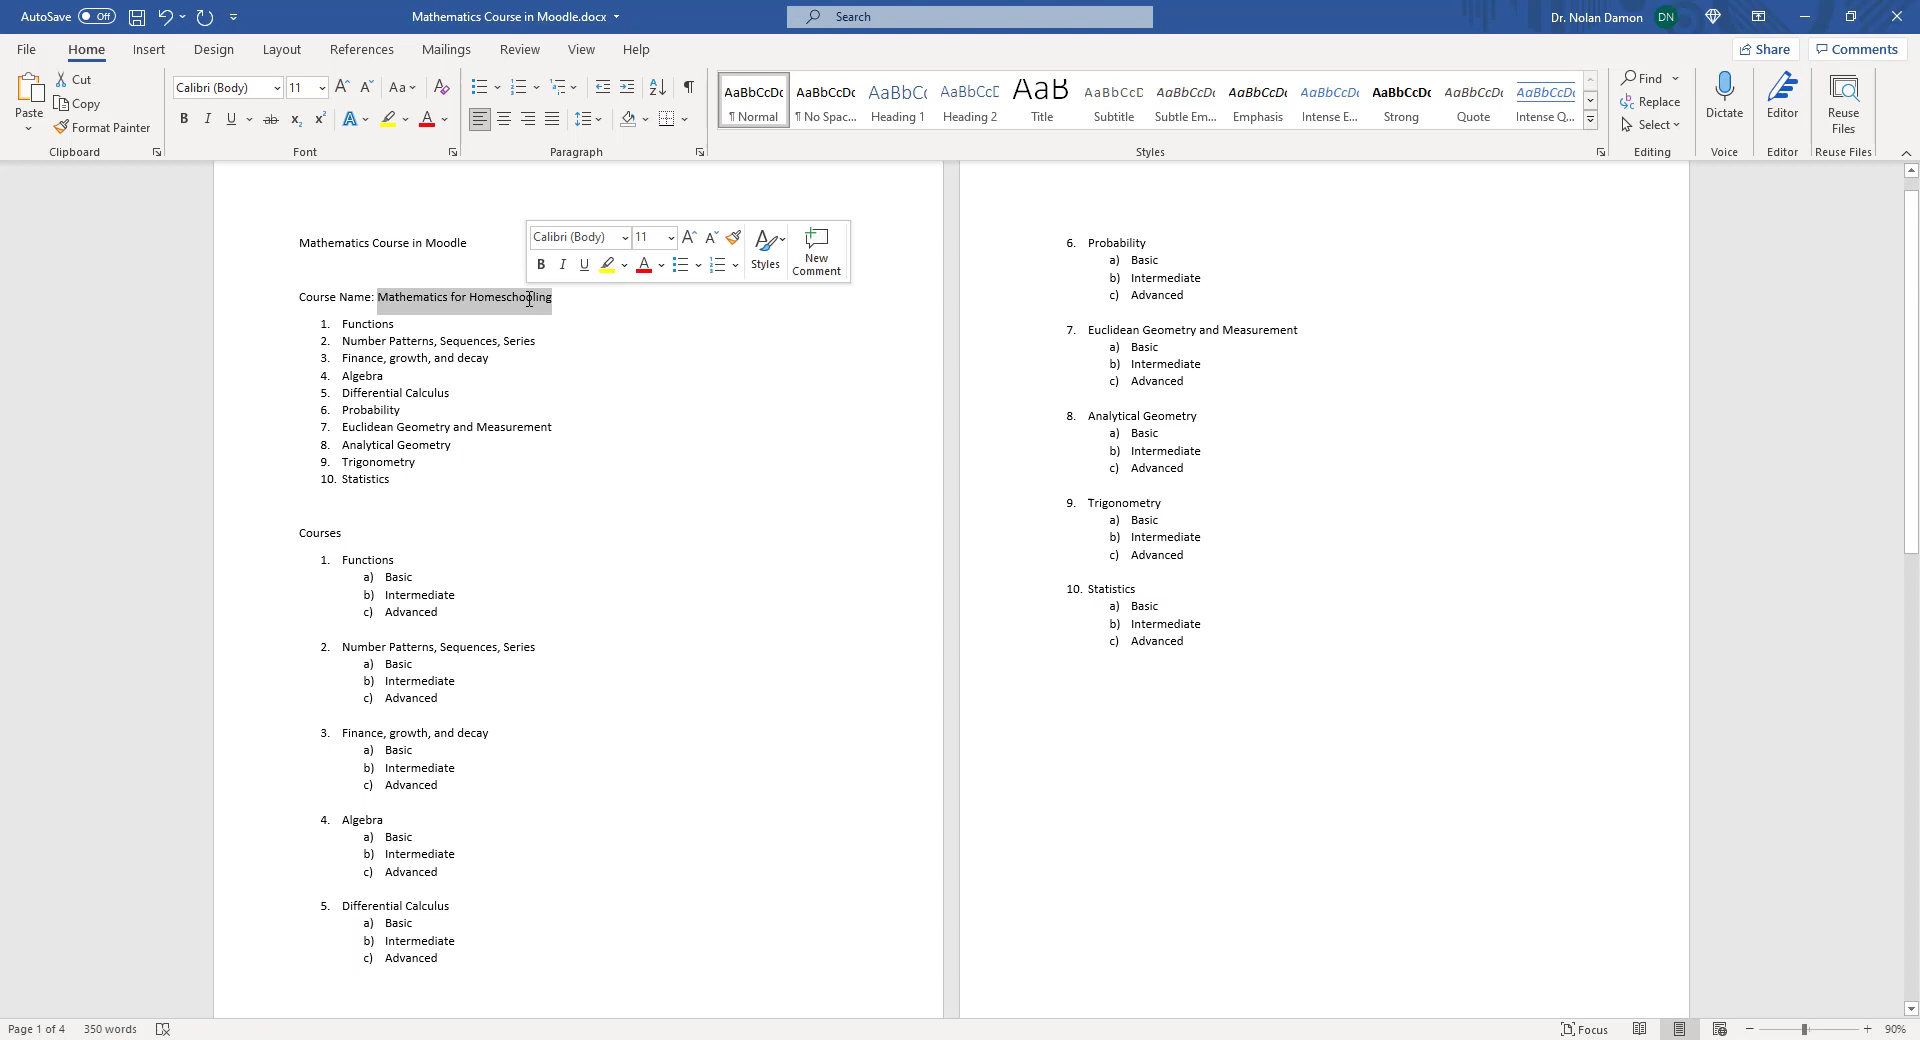 AutoSave Off
Mathematics Course in Moodle.docx
Search
Dr. Nolan Damon DN
File Home Insert Design Layout References Mailings Review View Help
Share Comments
Paste
Cut
Copy
Format Painter
Clipboard
Calibri (Body) 11 Aa
B I U ab x₂ x² A A
Font
Paragraph
AaBbCcDc AaBbCcDc AaBbCc AaBbCcD AaB AaBbCcD AaBbCcDc AaBbCcDc AaBbCcDc AaBbCcDc AaBbCcDc AaBbCcDc
¶ Normal ¶ No Spac... Heading 1 Heading 2 Title Subtitle Subtle Em... Emphasis Intense E... Strong Quote Intense Q...
Styles
Find
Replace
Select
Editing
Dictate
Voice
Editor
Editor
Reuse Files
Reuse Files
Calibri (Body) 11
B I U A
Styles
New Comment
Mathematics Course in Moodle
Course Name: Mathematics for Homeschooling
1. Functions
2. Number Patterns, Sequences, Series
3. Finance, growth, and decay
4. Algebra
5. Differential Calculus
6. Probability
7. Euclidean Geometry and Measurement
8. Analytical Geometry
9. Trigonometry
10. Statistics
Courses
1. Functions
a) Basic
b) Intermediate
c) Advanced
2. Number Patterns, Sequences, Series
a) Basic
b) Intermediate
c) Advanced
3. Finance, growth, and decay
a) Basic
b) Intermediate
c) Advanced
4. Algebra
a) Basic
b) Intermediate
c) Advanced
5. Differential Calculus
a) Basic
b) Intermediate
c) Advanced
6. Probability
a) Basic
b) Intermediate
c) Advanced
7. Euclidean Geometry and Measurement
a) Basic
b) Intermediate
c) Advanced
8. Analytical Geometry
a) Basic
b) Intermediate
c) Advanced
9. Trigonometry
a) Basic
b) Intermediate
c) Advanced
10. Statistics
a) Basic
b) Intermediate
c) Advanced
Page 1 of 4 350 words
Focus
90%